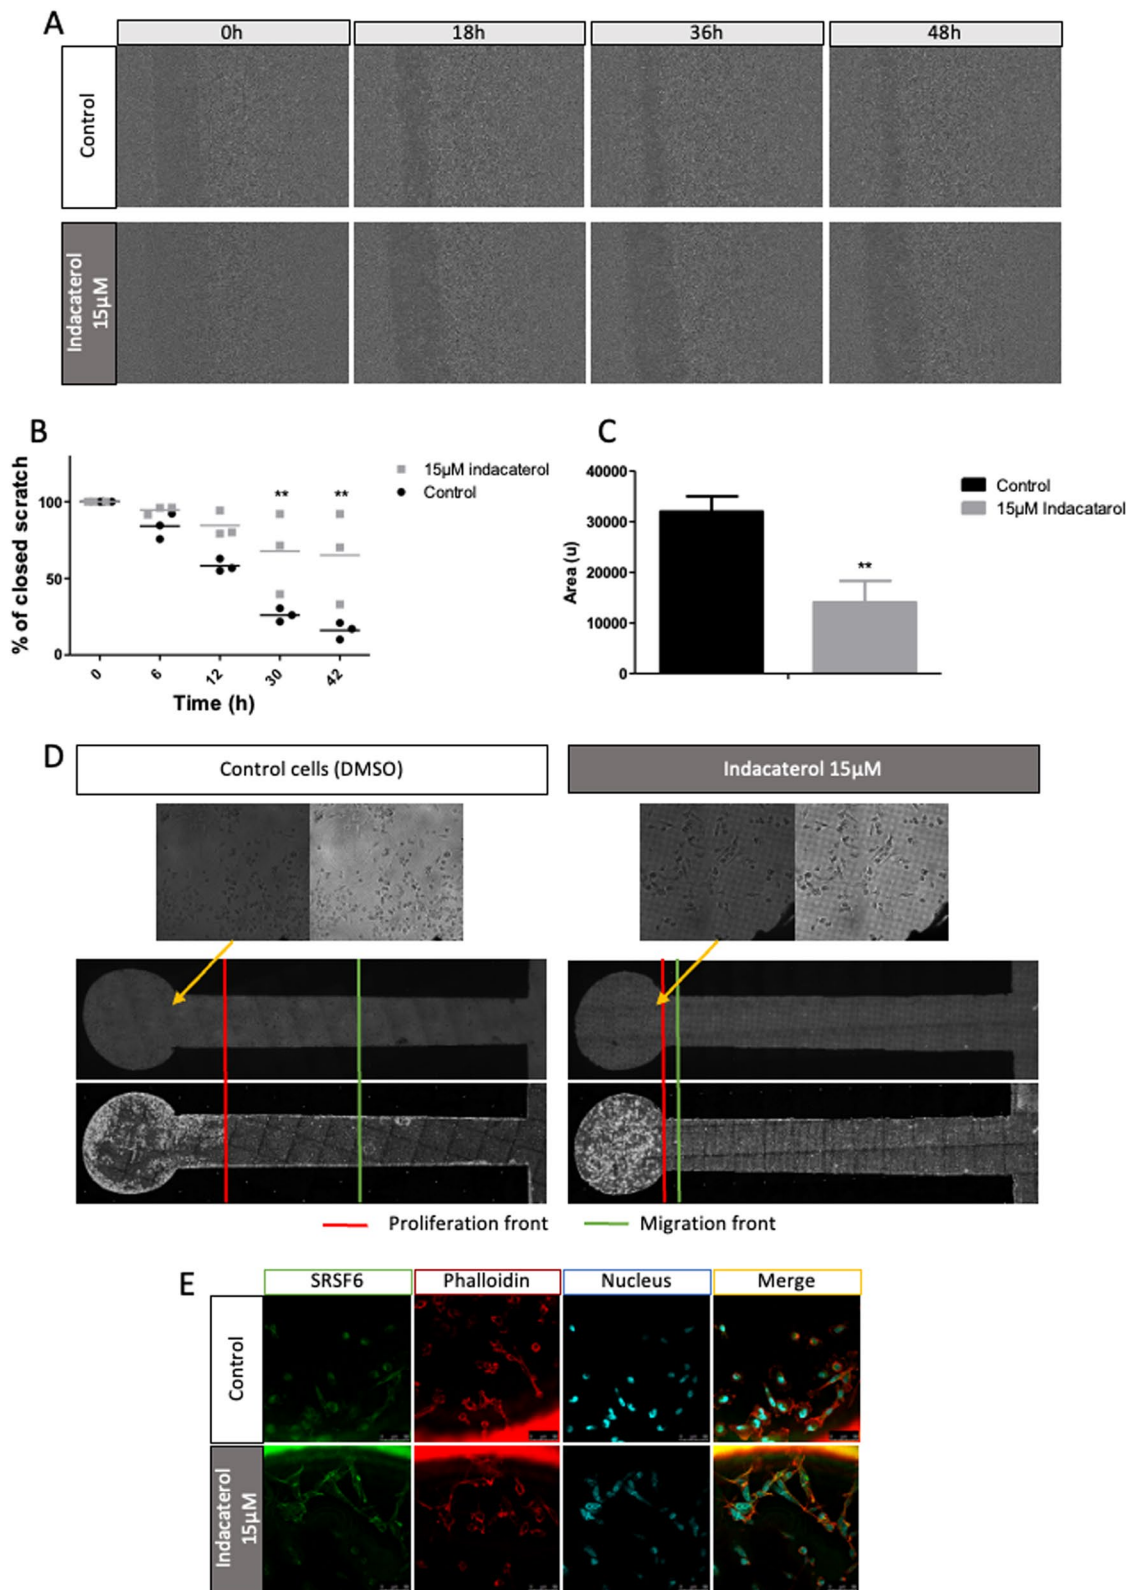 A
0h 18h 36h 48h
Control
Indacaterol
15µM
B
% of closed scratch
100
50
0
0 6 12 30 42
Time (h)
** **
15µM indacaterol
Control
C
Area (u)
40000
30000
20000
10000
0
**
Control
15µM Indacatarol
D
Control cells (DMSO) Indacaterol 15µM
Proliferation front Migration front
E
SRSF6 Phalloidin Nucleus Merge
Control
Indacaterol
15µM